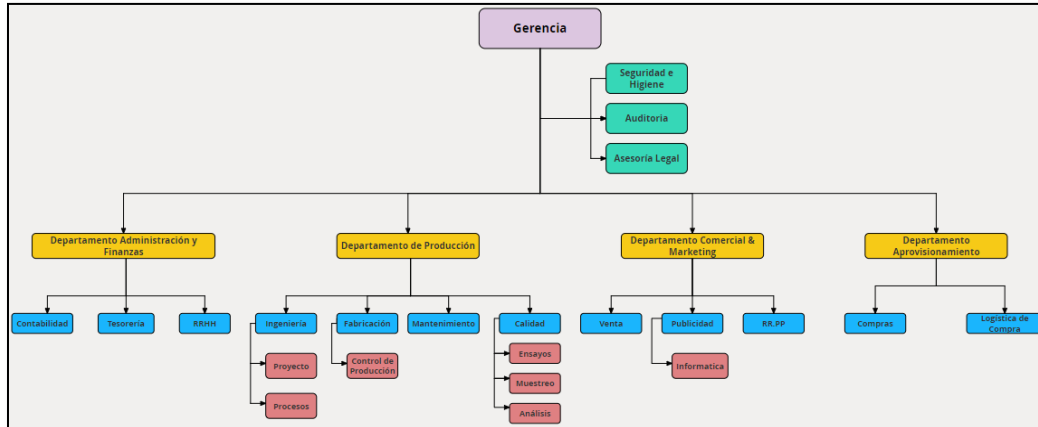 Gerencia
Seguridad e
Higiene
Auditoria
Asesoría Legal
Departamento Administración y
Finanzas
Departamento de Producción
Departamento Comercial &
Marketing
Departamento
Aprovisionamiento
Contabilidad
Tesorería
RRHH
Ingeniería
Fabricación
Mantenimiento
Calidad
Venta
Publicidad
RR.PP
Compras
Logística de
Compra
Proyecto
Procesos
Control de
Producción
Ensayos
Muestreo
Análisis
Informatica